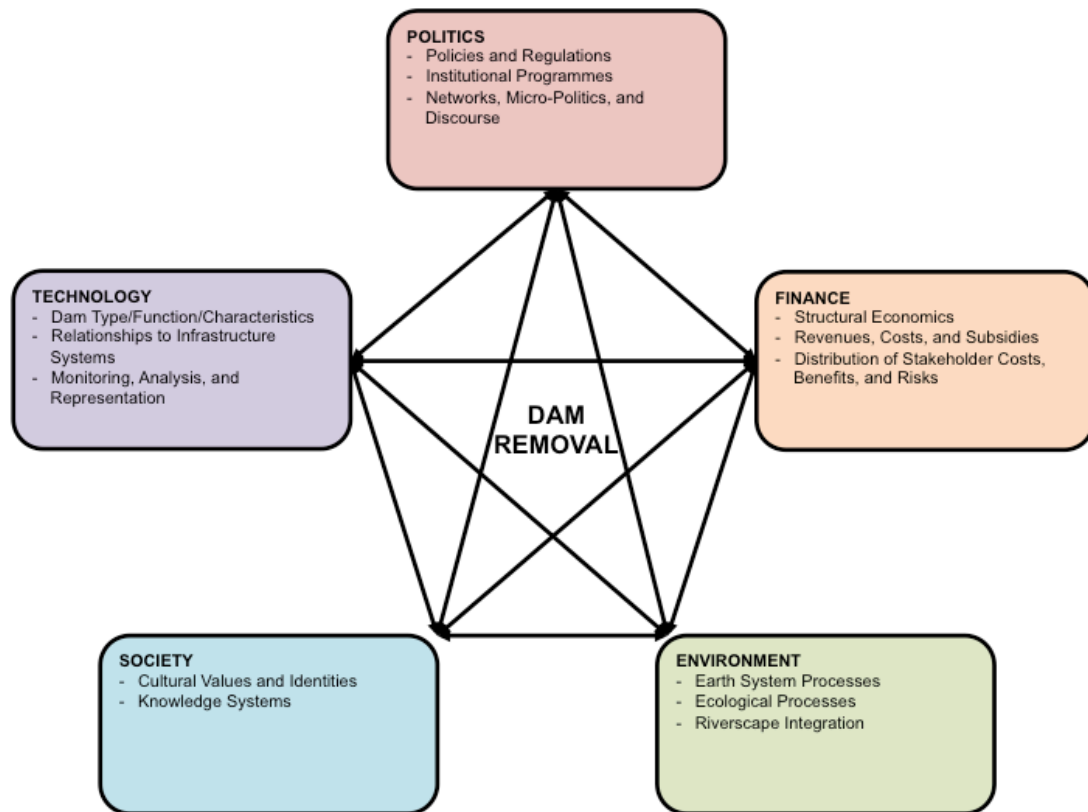 POLITICS
- Policies and Regulations
- Institutional Programmes
- Networks, Micro-Politics, and
Discourse
TECHNOLOGY
- Dam Type/Function/Characteristics
- Relationships to Infrastructure
Systems
- Monitoring, Analysis, and
Representation
FINANCE
- Structural Economics
- Revenues, Costs, and Subsidies
- Distribution of Stakeholder Costs,
Benefits, and Risks
DAM
REMOVAL
SOCIETY
- Cultural Values and Identities
- Knowledge Systems
ENVIRONMENT
- Earth System Processes
- Ecological Processes
- Riverscape Integration